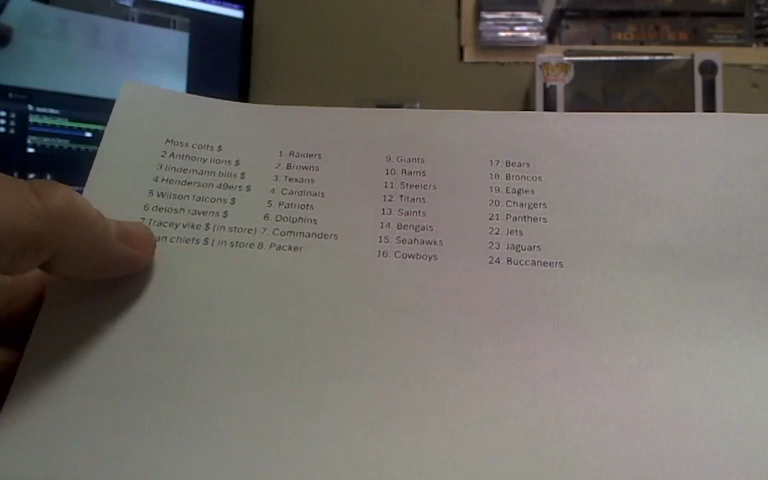 Moss colts $
2 Anthony lions $
3 lindemann bills $
4 Henderson 49ers $
5 Wilson falcons $
6 delosh ravens $
7 Tracey vike $ (in store)
an chiefs $ ( in store
1. Raiders
2. Browns
3. Texans
4. Cardinals
5. Patriots
6. Dolphins
7. Commanders
8. Packer
9. Giants
10. Rams
11. Steelers
12. Titans
13. Saints
14. Bengals
15. Seahawks
16. Cowboys
17. Bears
18. Broncos
19. Eagles
20. Chargers
21. Panthers
22. Jets
23. Jaguars
24. Buccaneers